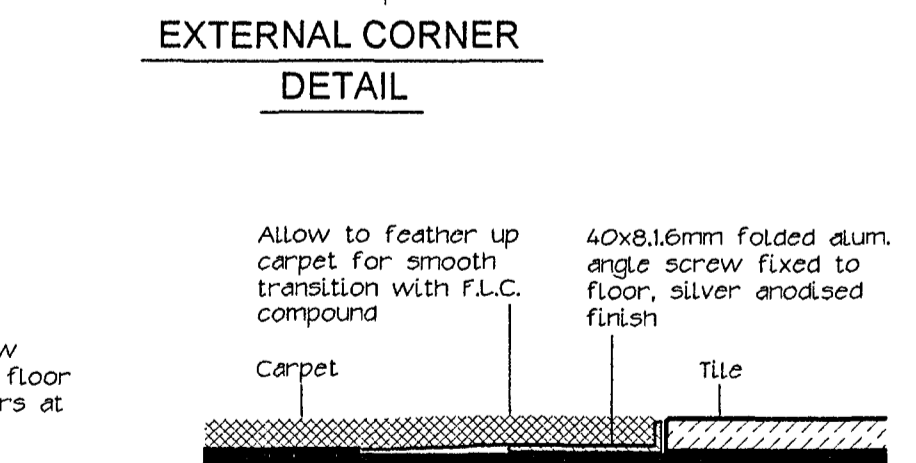 EXTERNAL CORNER
DETAIL
Allow to feather up
carpet for smooth
transition with F.L.C.
compound
40x8.1.6mm folded alum.
angle screw fixed to
floor, silver anodised
finish
Carpet
Tile
floor
at